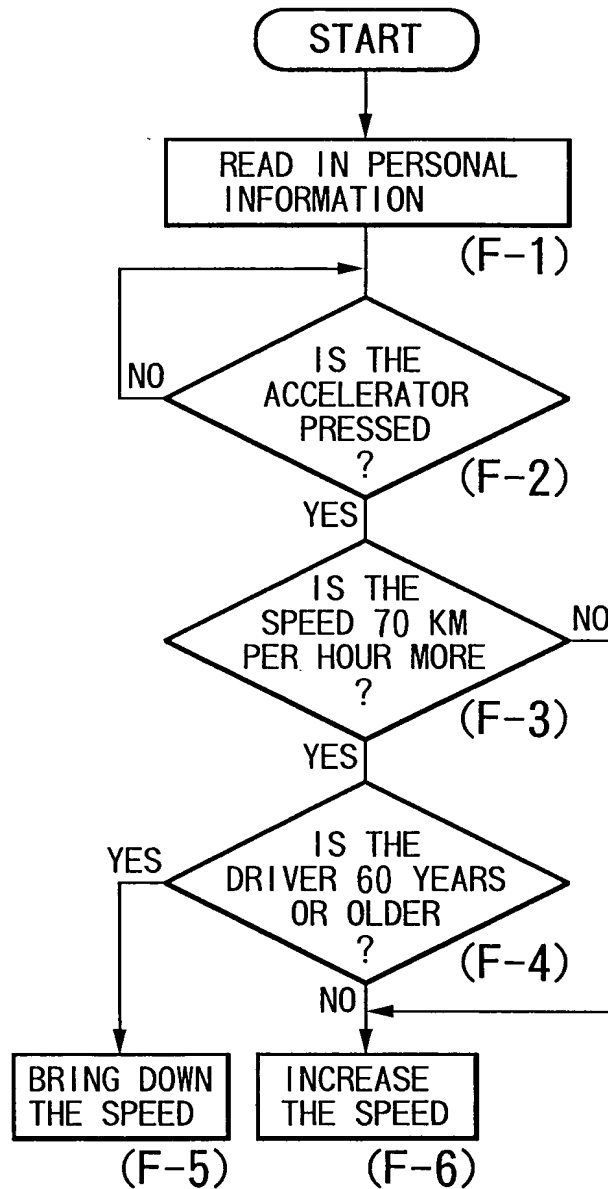 START
READ IN PERSONAL
INFORMATION
(F-1)
NO
IS THE
ACCELERATOR
PRESSED
?
(F-2)
YES
IS THE
SPEED 70 KM
PER HOUR MORE
?
NO
(F-3)
YES
YES
IS THE
DRIVER 60 YEARS
OR OLDER
?
(F-4)
NO
BRING DOWN
THE SPEED
(F-5)
INCREASE
THE SPEED
(F-6)